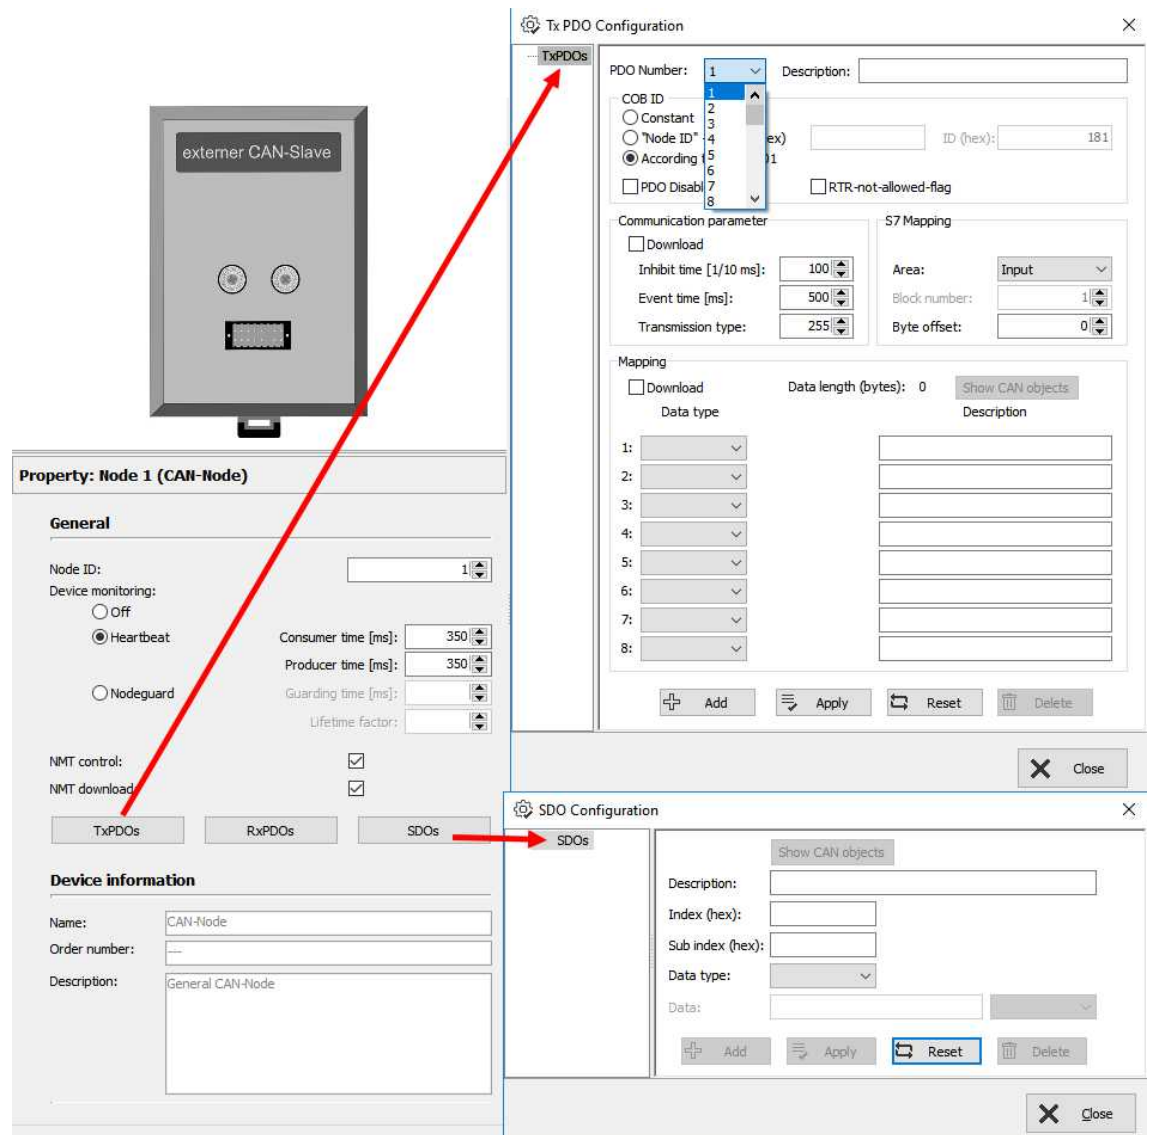 externer CAN-Slave
Property: Node 1 (CAN-Node)
General
Node ID: 1
Device monitoring:
Off
Heartbeat Consumer time [ms]: 350
Producer time [ms]: 350
Nodeguard Guarding time [ms]:
Lifetime factor:
NMT control:
NMT download
TxPDOs RxPDOs SDOs
Device information
Name: CAN-Node
Order number: ---
Description: General CAN-Node
Tx PDO Configuration
TxPDOs
PDO Number: 1 Description:
1
2
3
4
5
6
7
8
COB ID
Constant
"Node ID" ex) ID (hex): 181
According 01
PDO Disabl RTR-not-allowed-flag
Communication parameter
Download
Inhibit time [1/10 ms]: 100
Event time [ms]: 500
Transmission type: 255
S7 Mapping
Area: Input
Block number: 1
Byte offset: 0
Mapping
Download Data length (bytes): 0 Show CAN objects
Data type Description
1:
2:
3:
4:
5:
6:
7:
8:
Add Apply Reset Delete
Close
SDO Configuration
SDOs
Show CAN objects
Description:
Index (hex):
Sub index (hex):
Data type:
Data:
Add Apply Reset Delete
Close